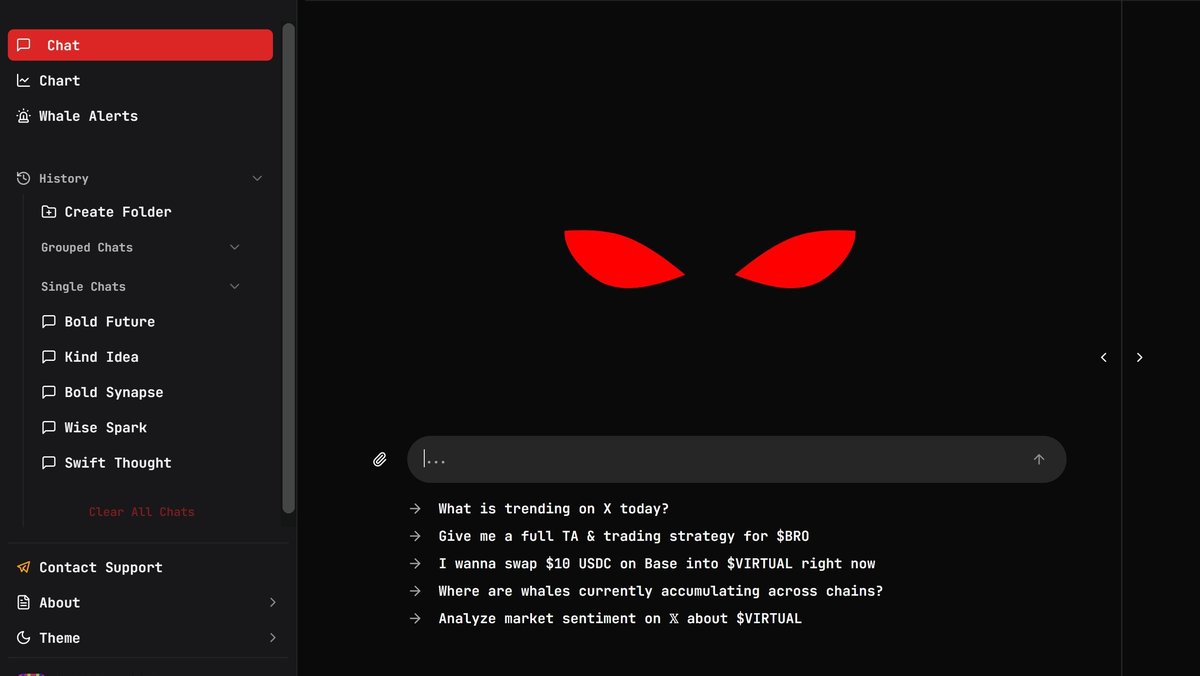 Chat
Chart
Whale Alerts
History
Create Folder
Grouped Chats
Single Chats
Bold Future
Kind Idea
Bold Synapse
Wise Spark
Swift Thought
Clear All Chats
Contact Support
About
Theme
...
What is trending on X today?
Give me a full TA & trading strategy for $BRO
I wanna swap $10 USDC on Base into $VIRTUAL right now
Where are whales currently accumulating across chains?
Analyze market sentiment on 𝕏 about $VIRTUAL